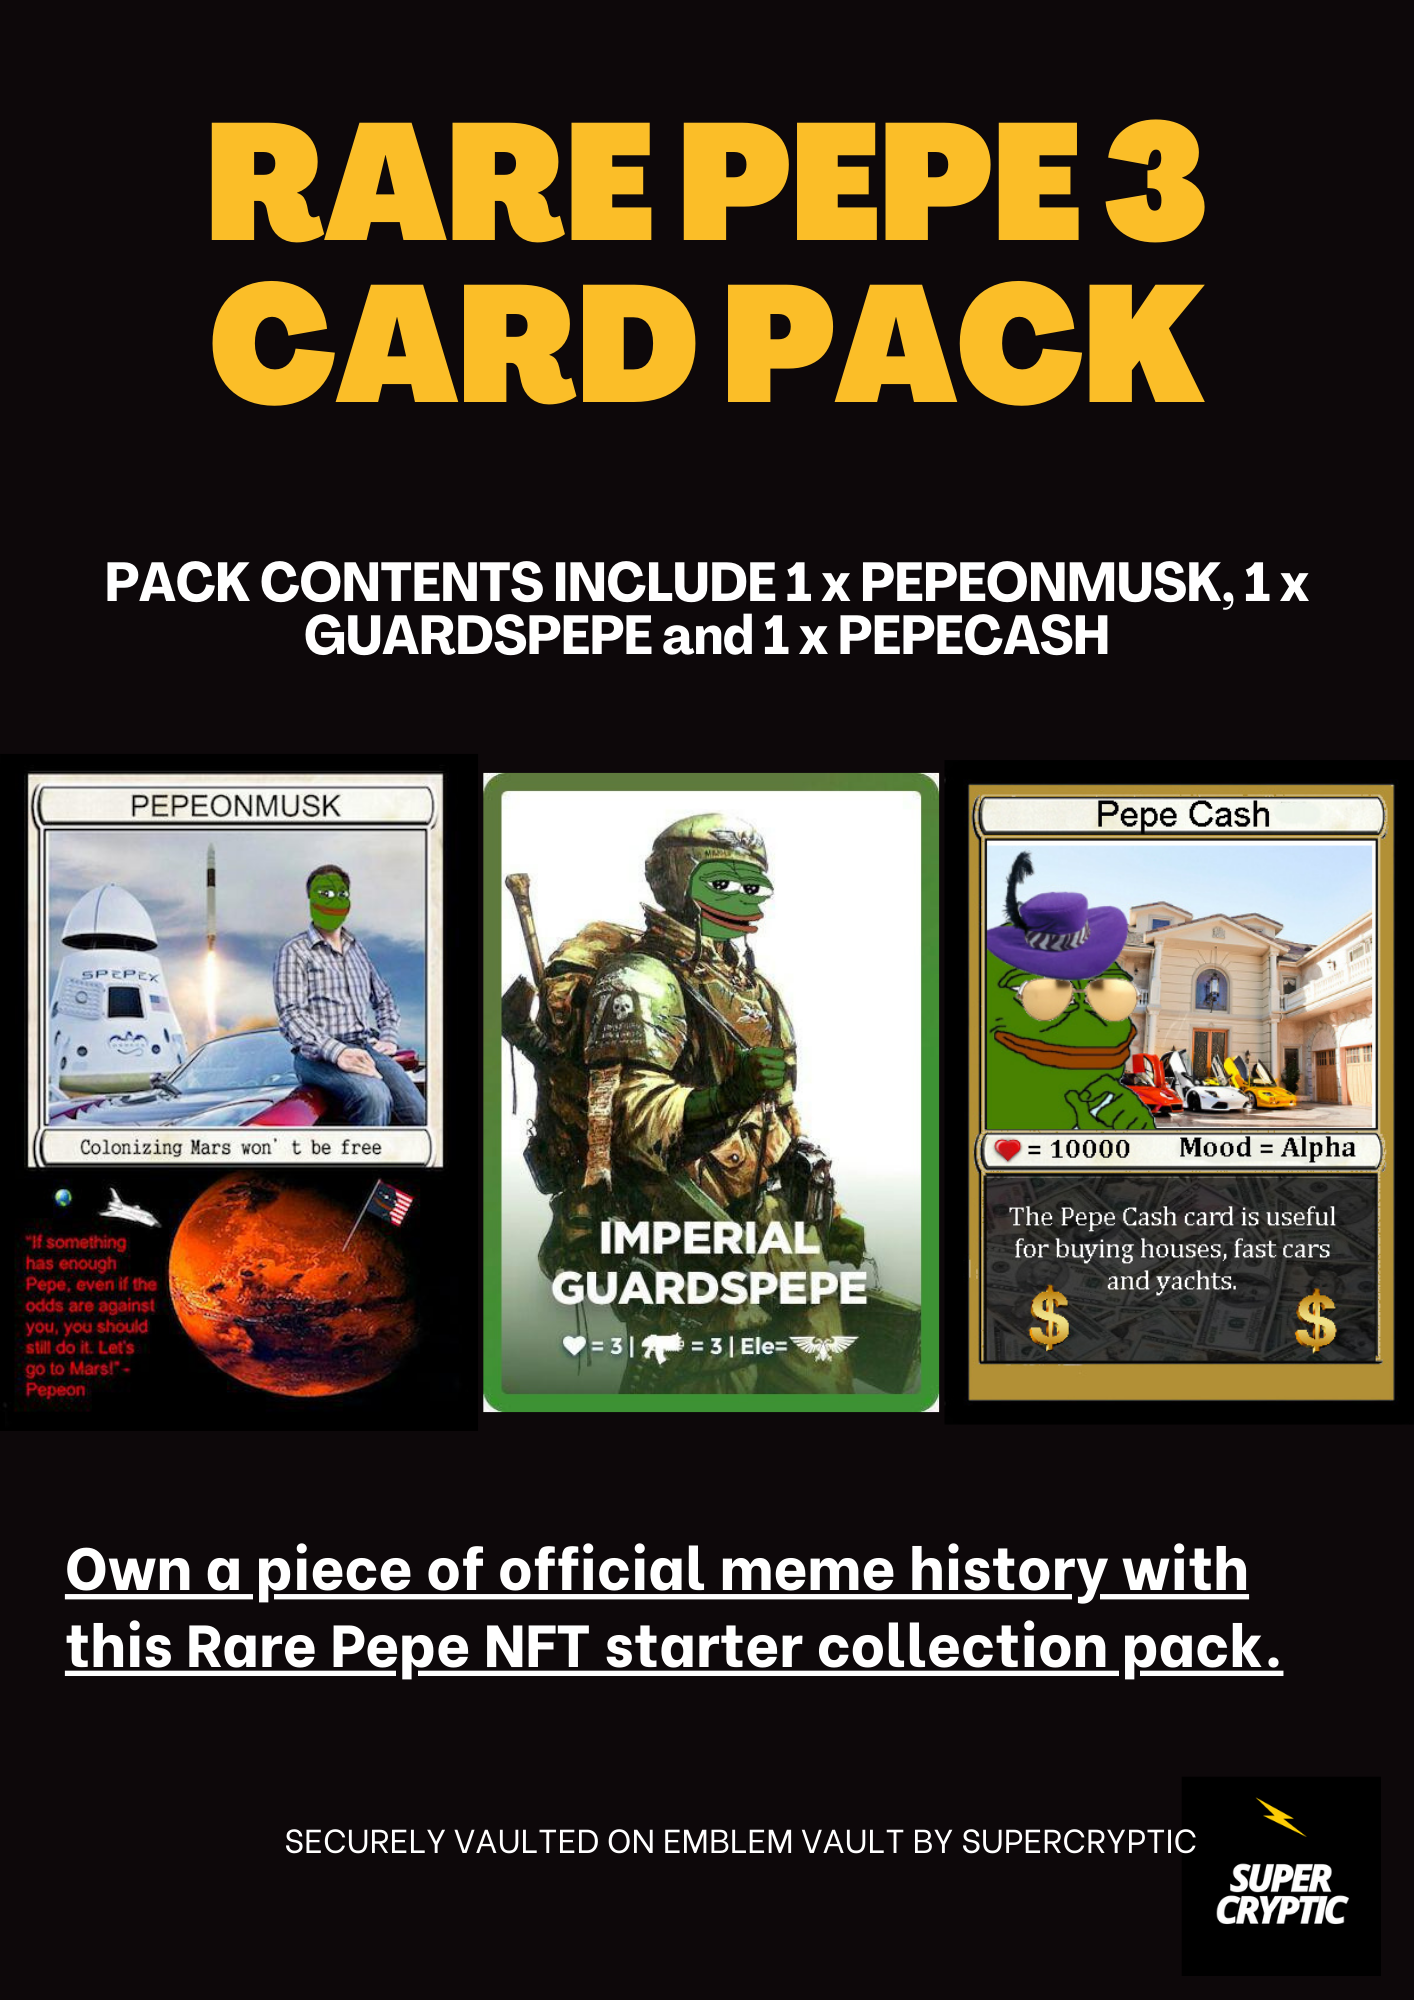 RARE PEPE 3
CARD PACK
PACK CONTENTS INCLUDE 1 x PEPEONMUSK, 1 x
GUARDSPEPE and 1 x PEPECASH
PEPEONMUSK
SPEPEX
Colonizing Mars won' t be free
"If something
has enough
Pepe, even if the
odds are against
you, you should
still do it. Let's
go to Mars!" -
Pepeon
IMPERIAL
GUARDSPEPE
= 3 | = 3 | Ele=
Pepe Cash
= 10000 Mood = Alpha
The Pepe Cash card is useful
for buying houses, fast cars
and yachts.
$ $
Own a piece of official meme history with
this Rare Pepe NFT starter collection pack.
SECURELY VAULTED ON EMBLEM VAULT BY SUPERCRYPTIC
SUPER
CRYPTIC